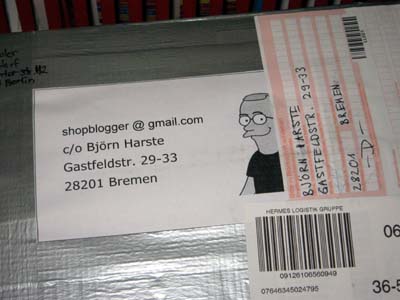 shopblogger @ gmail.com
c/o Björn Harste
Gastfeldstr. 29-33
28201 Bremen
BJÖRN HARSTE
GASTFELDSTR. 29-33
28201 BREMEN
-D-
HERMES LOGISTIK GRUPPE
09126106560949
07646345024795
06
36-5